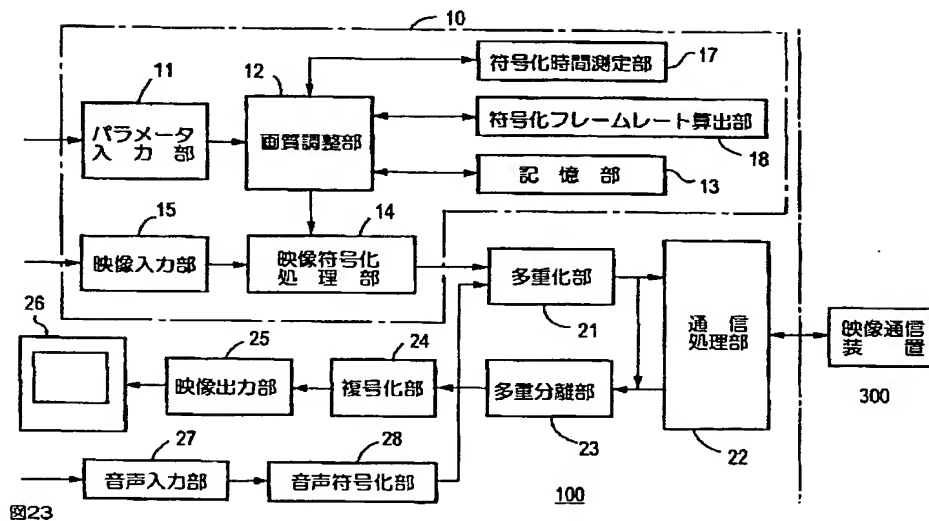 10
11
パラメータ
入力部
12
画質調整部
符号化時間測定部
17
符号化フレームレート算出部
18
記憶部
13
15
映像入力部
14
映像符号化
処理部
多重化部
21
通信
処理部
22
映像通信
装置
300
26
25
映像出力部
24
複号化部
多重分離部
23
27
音声入力部
28
音声符号化部
100
図23